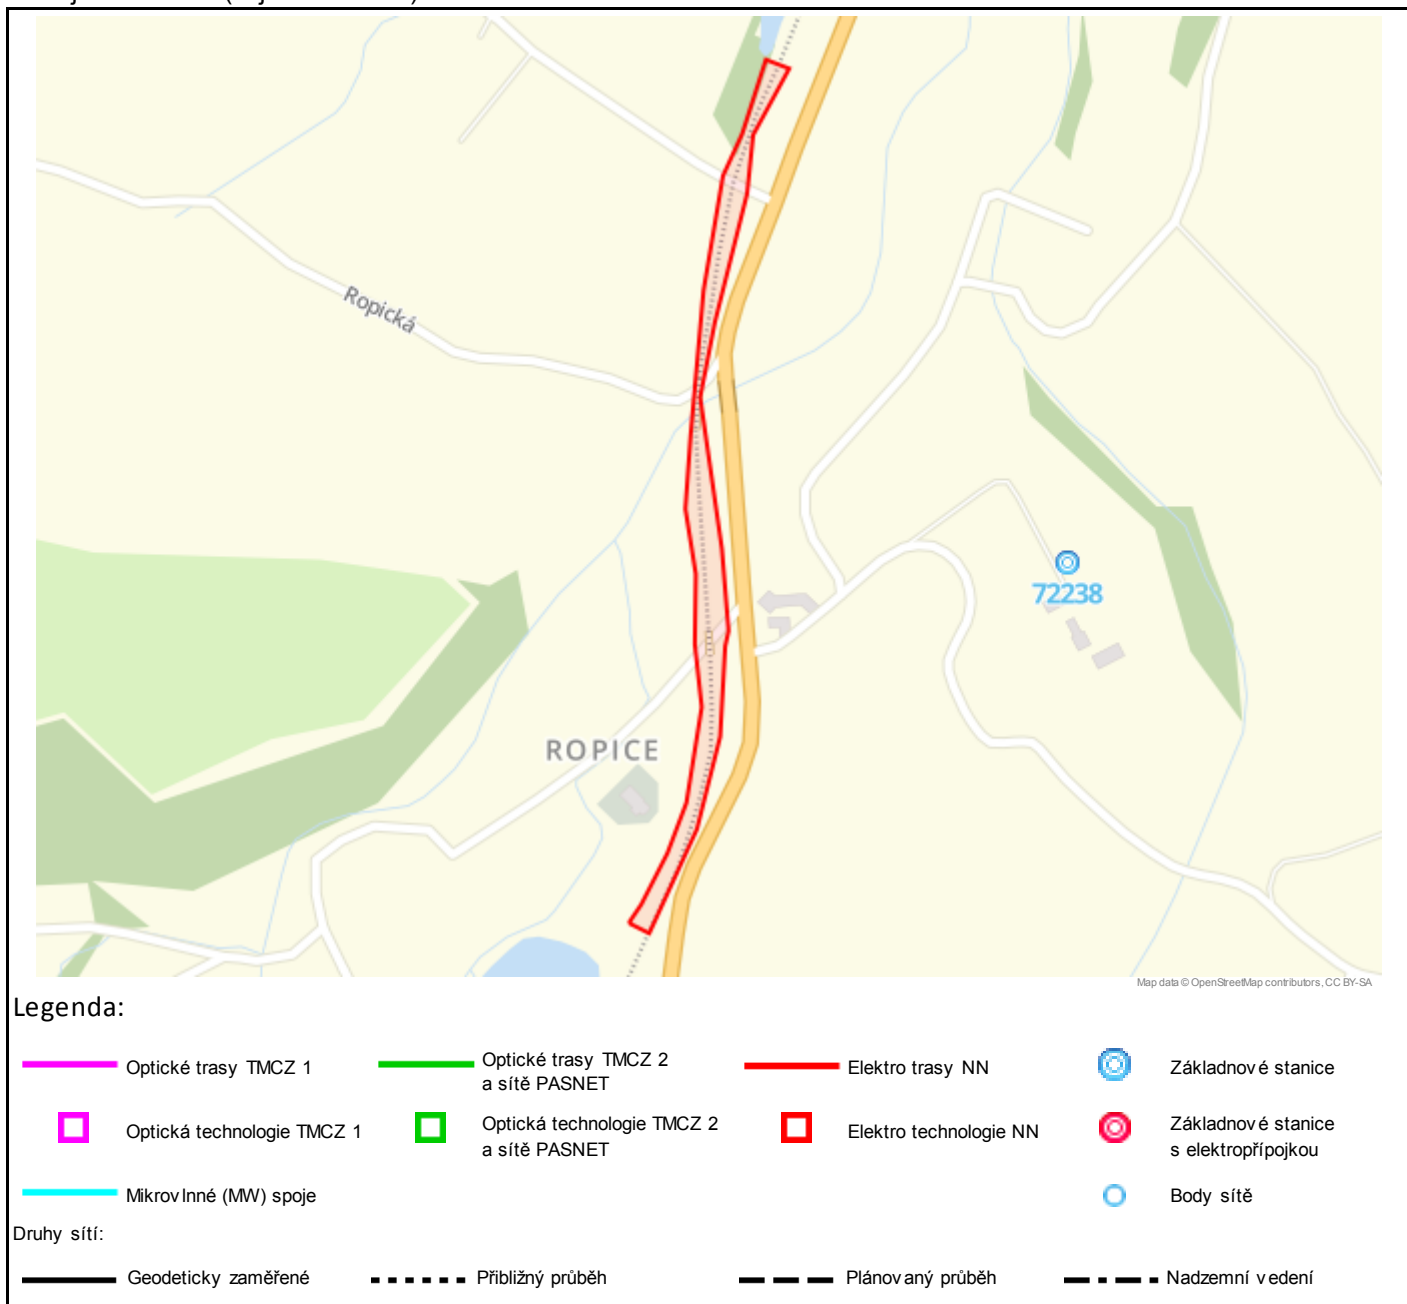 Ropická
72238
ROPICE
Map data © OpenStreetMap contributors, CC BY-SA
Legenda:
Optické trasy TMCZ 1
Optické trasy TMCZ 2
a sítě PASNET
Elektro trasy NN
Základnové stanice
Optická technologie TMCZ 1
Optická technologie TMCZ 2
a sítě PASNET
Elektro technologie NN
Základnové stanice
s elektropřípojkou
Mikrovlnné (MW) spoje
Body sítě
Druhy sítí:
Geodeticky zaměřené
Přibližný průběh
Plánovaný průběh
Nadzemní vedení